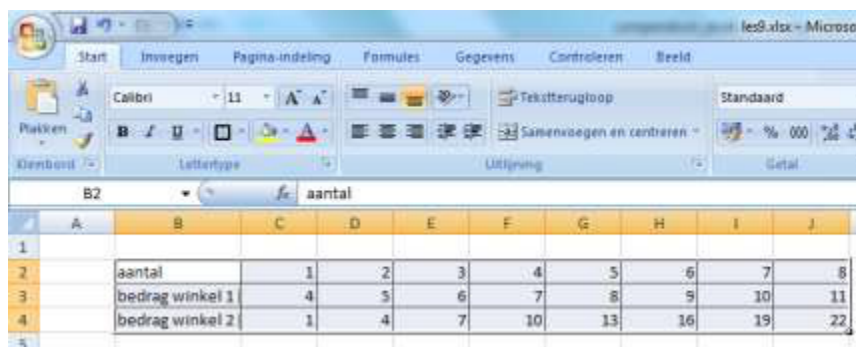 les9.xlsx - Microso
Start Invoegen Pagina-indeling Formules Gegevens Controleren Beeld
Calibri 11 A A Tekstterugloop Standaard
Plakken B I U A Samenvoegen en centreren % 000
Klembord Lettertype Uitlijning Getal
B2 fx aantal
A B C D E F G H I J
1
2 aantal 1 2 3 4 5 6 7 8
3 bedrag winkel 1 4 5 6 7 8 9 10 11
4 bedrag winkel 2 1 4 7 10 13 16 19 22
5